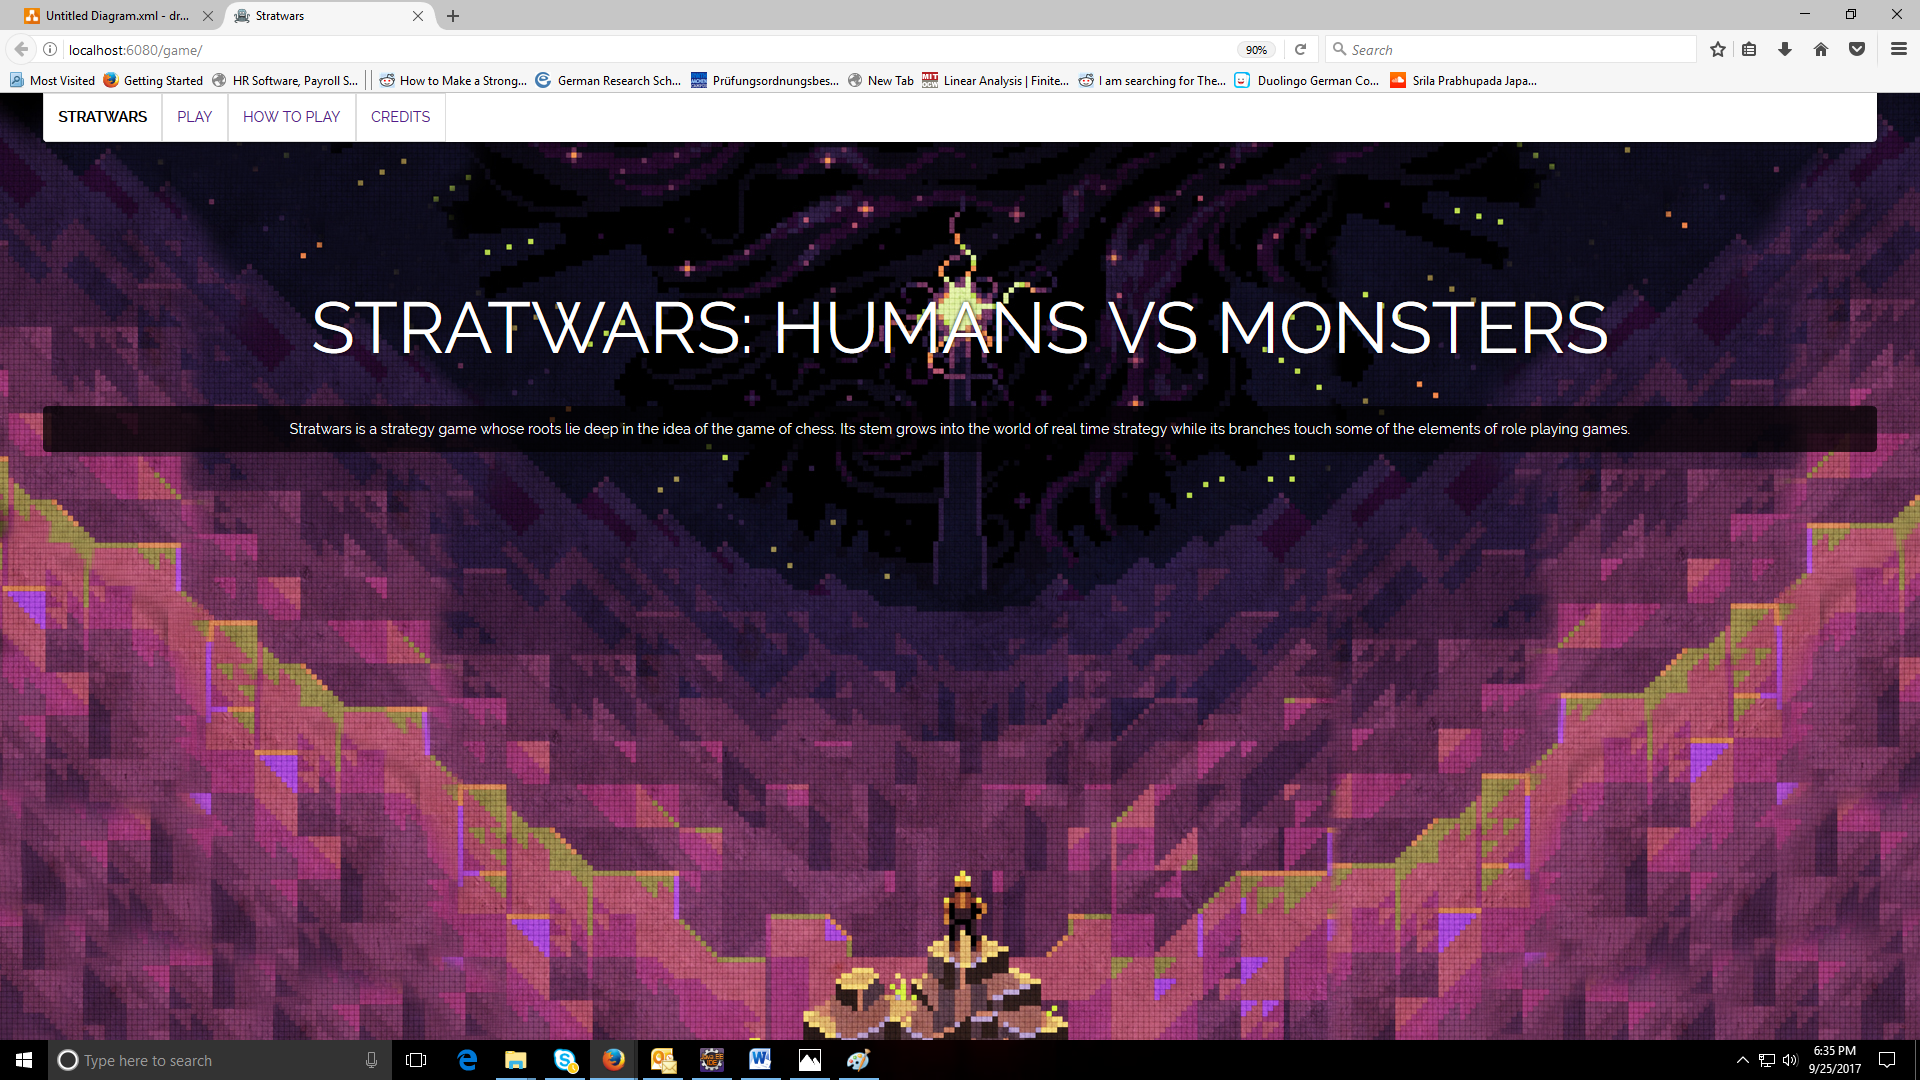 Untitled Diagram.xml - dr...
Stratwars
localhost:6080/game/
90%
Search
Most Visited
Getting Started
HR Software, Payroll S...
How to Make a Strong...
German Research Sch...
Prüfungsordnungsbes...
New Tab
Linear Analysis | Finite...
I am searching for The...
Duolingo German Co...
Srila Prabhupada Japa...
STRATWARS
PLAY
HOW TO PLAY
CREDITS
STRATWARS: HUMANS VS MONSTERS
Stratwars is a strategy game whose roots lie deep in the idea of the game of chess. Its stem grows into the world of real time strategy while its branches touch some of the elements of role playing games.
Type here to search
6:35 PM
9/25/2017